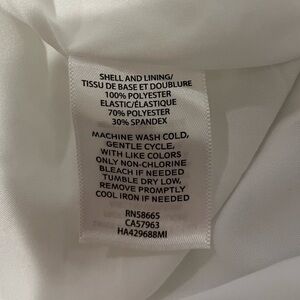 SHELL AND LINING/
TISSU DE BASE ET DOUBLURE
100% POLYESTER
ELASTIC/ÉLASTIQUE
70% POLYESTER
30% SPANDEX
MACHINE WASH COLD,
GENTLE CYCLE,
WITH LIKE COLORS
ONLY NON-CHLORINE
BLEACH IF NEEDED
TUMBLE DRY LOW,
REMOVE PROMPTLY
COOL IRON IF NEEDED
RN58665
CA57963
HA429688MI